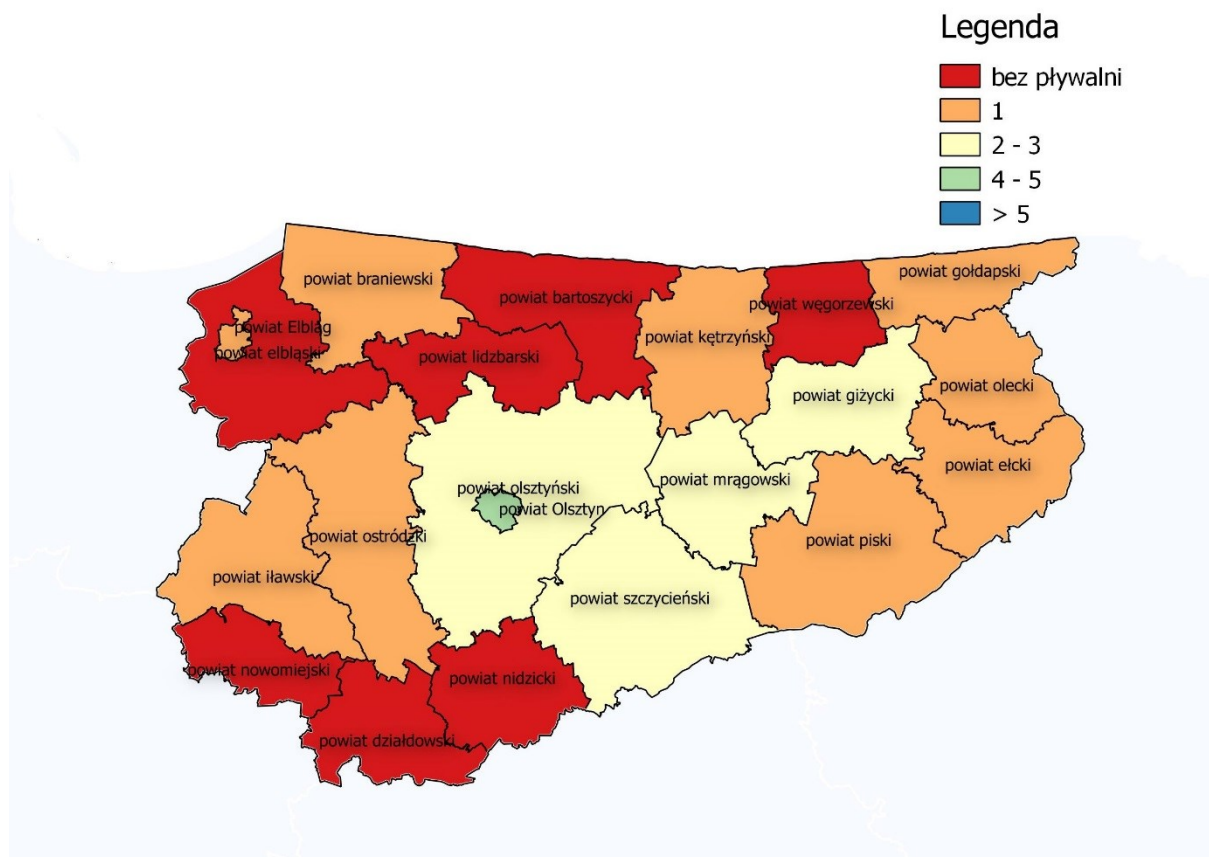 Legenda
bez pływalni
1
2 - 3
4 - 5
> 5
powiat braniewski
powiat gołdapski
powiat bartoszycki
powiat węgorzewski
powiat Elbląg
powiat elbląski
powiat lidzbarski
powiat kętrzyński
powiat olecki
powiat giżycki
powiat ełcki
powiat mrągowski
powiat olsztyński
powiat Olsztyn
powiat ostródzki
powiat piski
powiat iławski
powiat szczycieński
powiat nowomiejski
powiat nidzicki
powiat działdowski